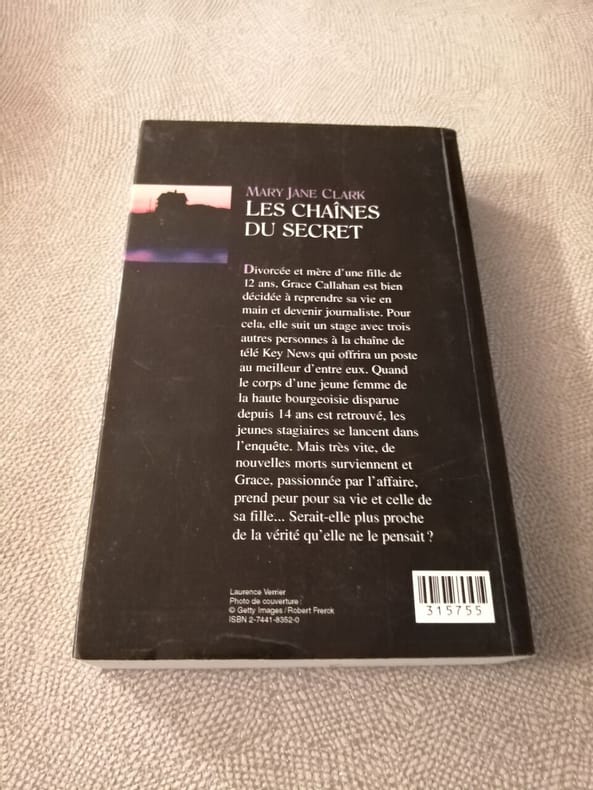 MARY JANE CLARK
LES CHAÎNES
DU SECRET
Divorcée et mère d'une fille de
12 ans, Grace Callahan est bien
décidée à reprendre sa vie en
main et devenir journaliste. Pour
cela, elle suit un stage avec trois
autres personnes à la chaîne de
télé Key News qui offrira un poste
au meilleur d'entre eux. Quand
le corps d'une jeune femme de
la haute bourgeoisie disparue
depuis 14 ans est retrouvé, les
jeunes stagiaires se lancent dans
l'enquête. Mais très vite, de
nouvelles morts surviennent et
Grace, passionnée par l'affaire,
prend peur pour sa vie et celle de
sa fille... Serait-elle plus proche
de la vérité qu'elle ne le pensait ?
Laurence Verrier
Photo de couverture :
© Getty Images / Robert Frerck
ISBN 2-7441-8352-0
315755